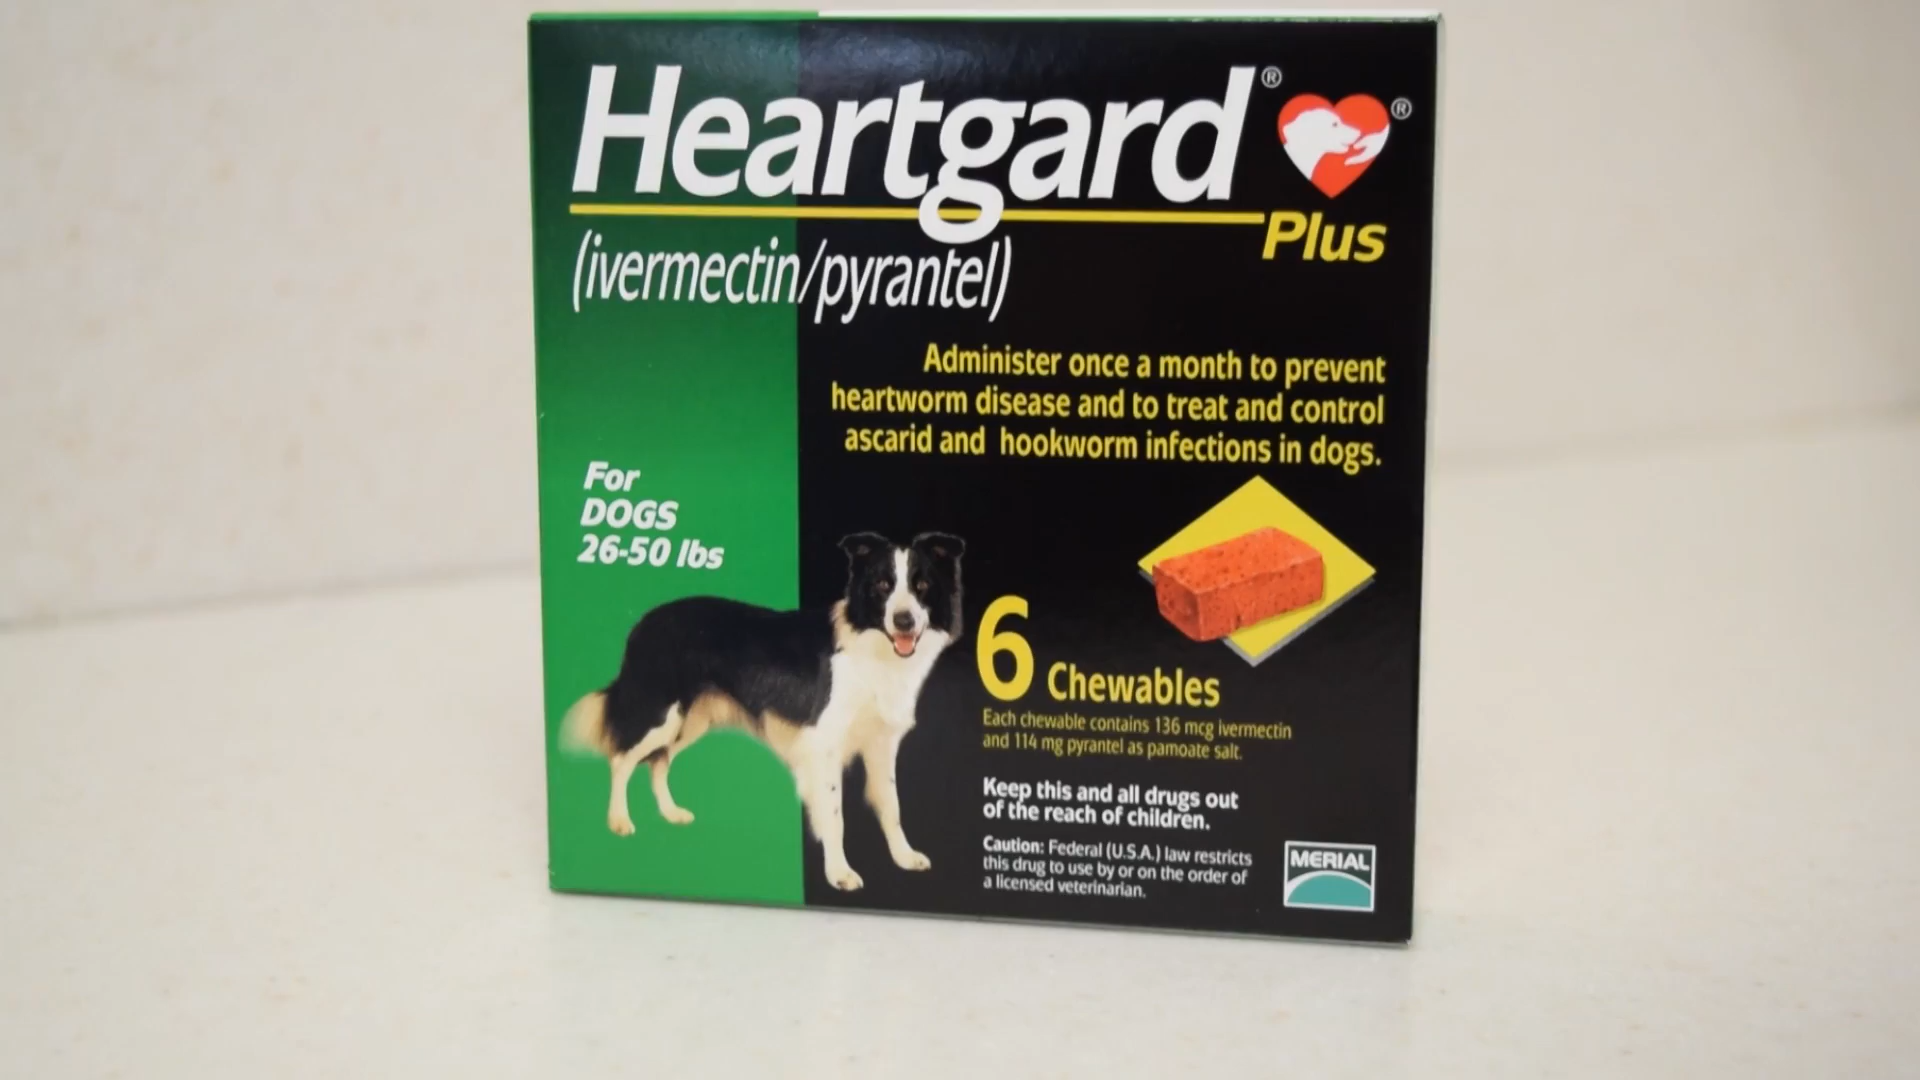 Heartgard®
®
Plus
(ivermectin/pyrantel)
Administer once a month to prevent
heartworm disease and to treat and control
ascarid and hookworm infections in dogs.
For
DOGS
26-50 lbs
6 Chewables
Each chewable contains 136 mcg ivermectin
and 114 mg pyrantel as pamoate salt.
Keep this and all drugs out
of the reach of children.
Caution: Federal (U.S.A.) law restricts
this drug to use by or on the order of
a licensed veterinarian.
MERIAL